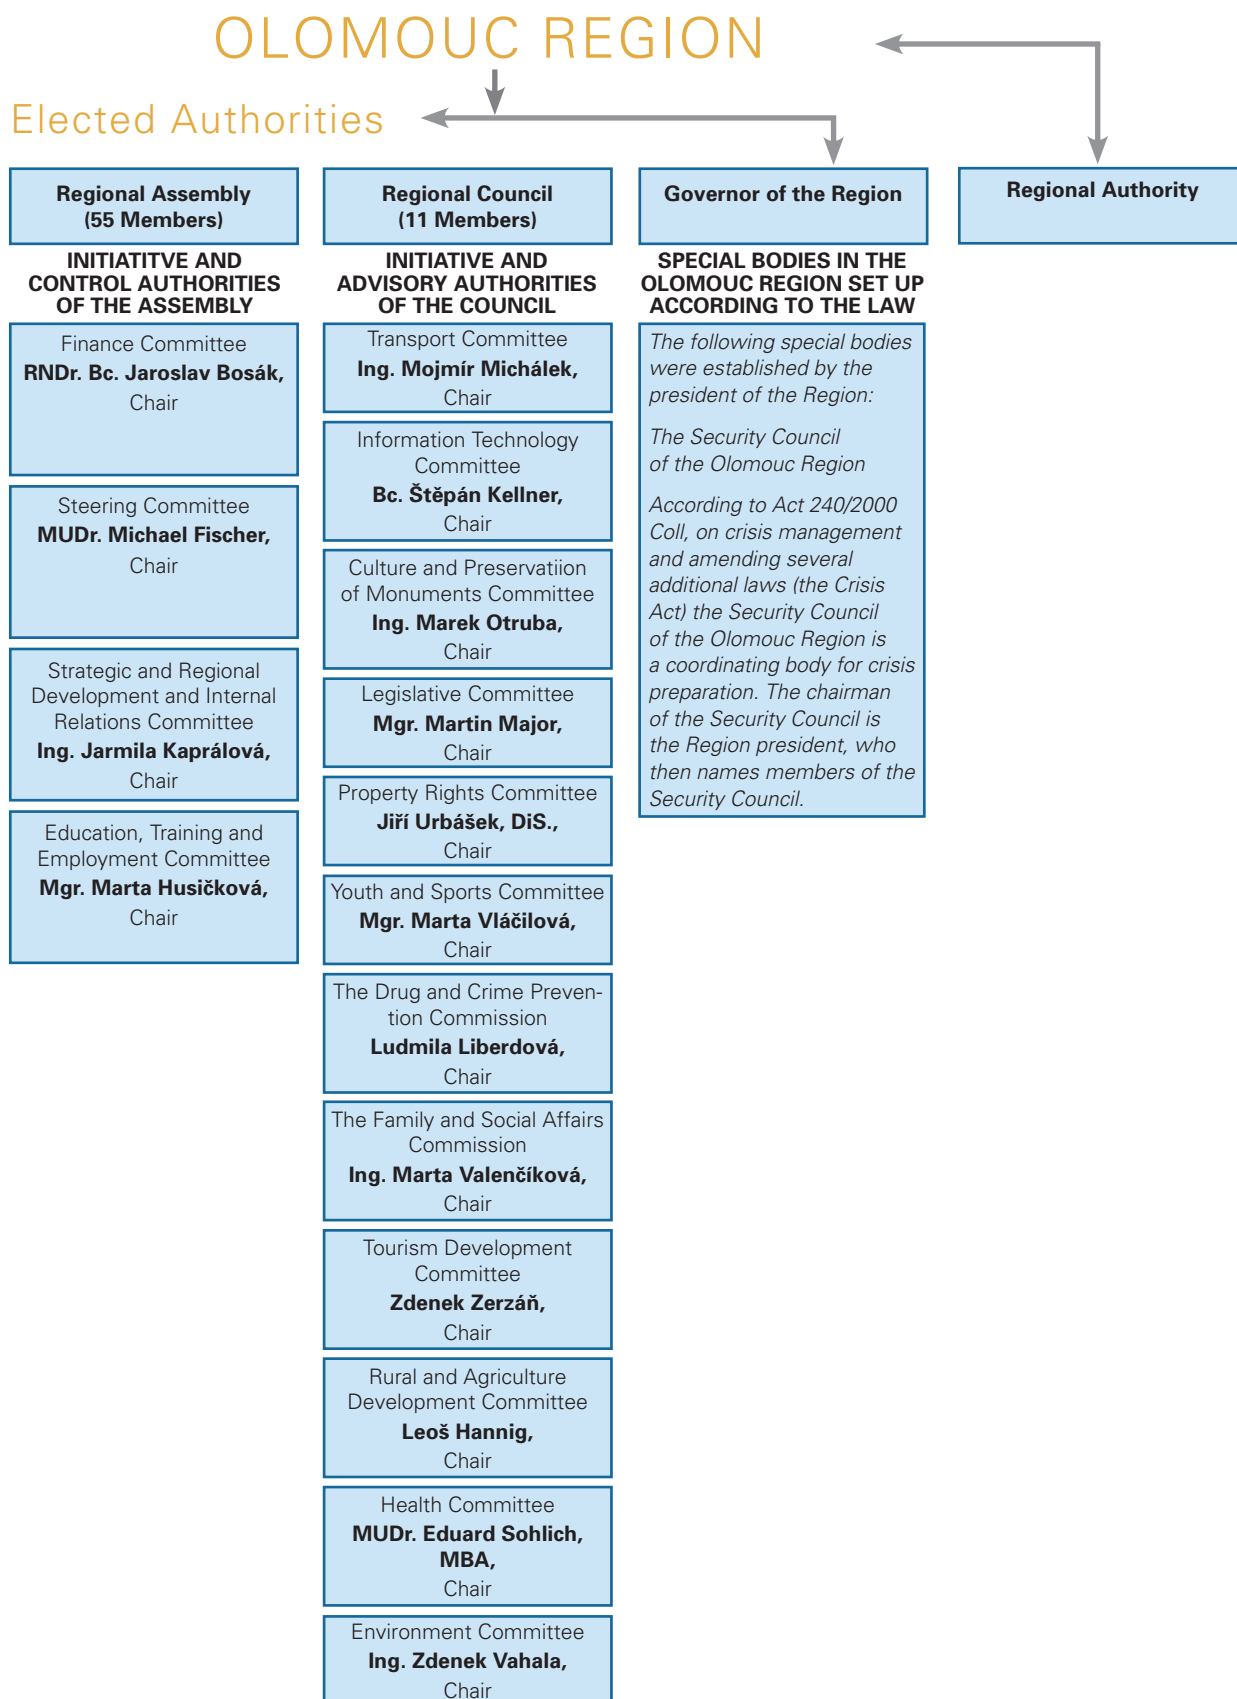 OLOMOUC REGION
Elected Authorities
Regional Assembly
(55 Members)
INITIATITVE AND
CONTROL AUTHORITIES
OF THE ASSEMBLY
Finance Committee
RNDr. Bc. Jaroslav Bosák,
Chair
Steering Committee
MUDr. Michael Fischer,
Chair
Strategic and Regional
Development and Internal
Relations Committee
Ing. Jarmila Kaprálová,
Chair
Education, Training and
Employment Committee
Mgr. Marta Husičková,
Chair
Regional Council
(11 Members)
INITIATIVE AND
ADVISORY AUTHORITIES
OF THE COUNCIL
Transport Committee
Ing. Mojmír Michálek,
Chair
Information Technology
Committee
Bc. Štěpán Kellner,
Chair
Culture and Preservatiion
of Monuments Committee
Ing. Marek Otruba,
Chair
Legislative Committee
Mgr. Martin Major,
Chair
Property Rights Committee
Jiří Urbášek, DiS.,
Chair
Youth and Sports Committee
Mgr. Marta Vláčilová,
Chair
The Drug and Crime Preven-
tion Commission
Ludmila Liberdová,
Chair
The Family and Social Affairs
Commission
Ing. Marta Valenčíková,
Chair
Tourism Development
Committee
Zdenek Zerzáň,
Chair
Rural and Agriculture
Development Committee
Leoš Hannig,
Chair
Health Committee
MUDr. Eduard Sohlich,
MBA,
Chair
Environment Committee
Ing. Zdenek Vahala,
Chair
Governor of the Region
SPECIAL BODIES IN THE
OLOMOUC REGION SET UP
ACCORDING TO THE LAW
The following special bodies
were established by the
president of the Region:
The Security Council
of the Olomouc Region
According to Act 240/2000
Coll, on crisis management
and amending several
additional laws (the Crisis
Act) the Security Council
of the Olomouc Region is
a coordinating body for crisis
preparation. The chairman
of the Security Council is
the Region president, who
then names members of the
Security Council.
Regional Authority